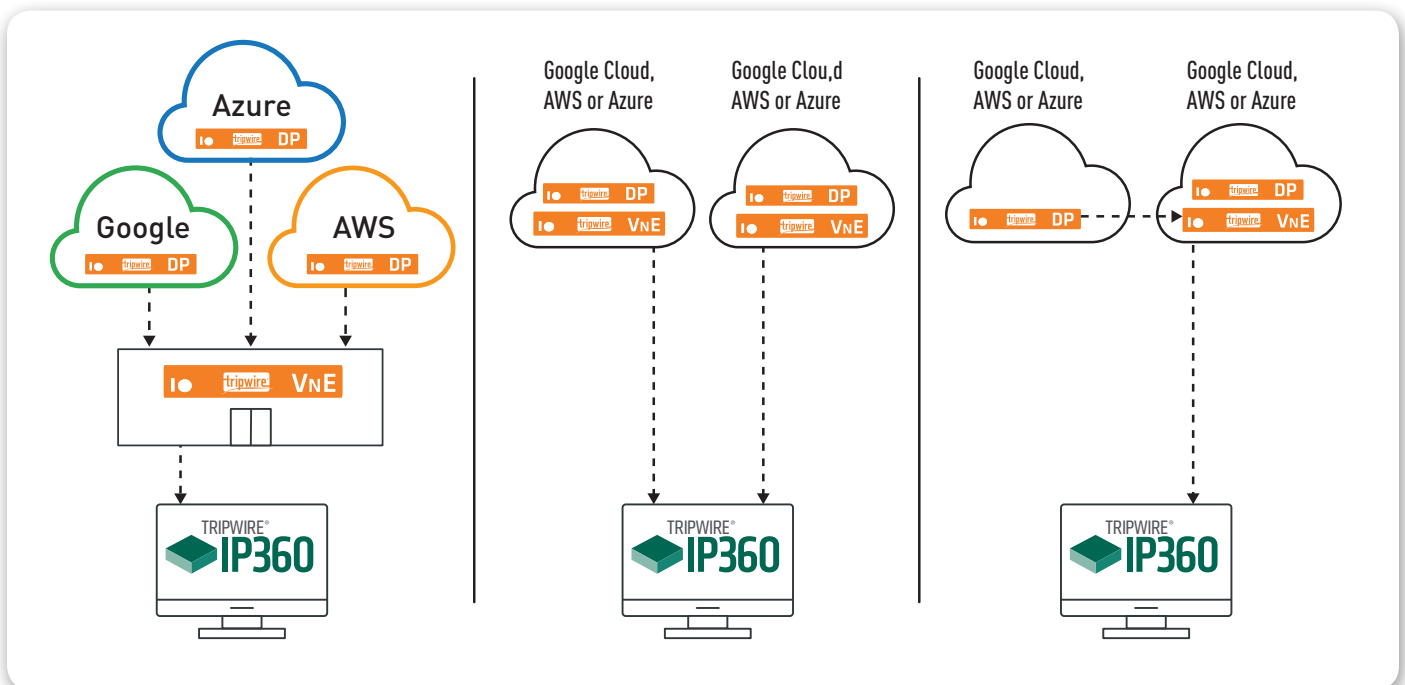 Azure
tripwire DP
Google
tripwire DP
AWS
tripwire DP
tripwire VNE
TRIPWIRE®
IP360
Google Cloud,
AWS or Azure
tripwire DP
tripwire VNE
Google Clou,d
AWS or Azure
tripwire DP
tripwire VNE
TRIPWIRE®
IP360
Google Cloud,
AWS or Azure
tripwire DP
Google Cloud,
AWS or Azure
tripwire DP
tripwire VNE
TRIPWIRE®
IP360